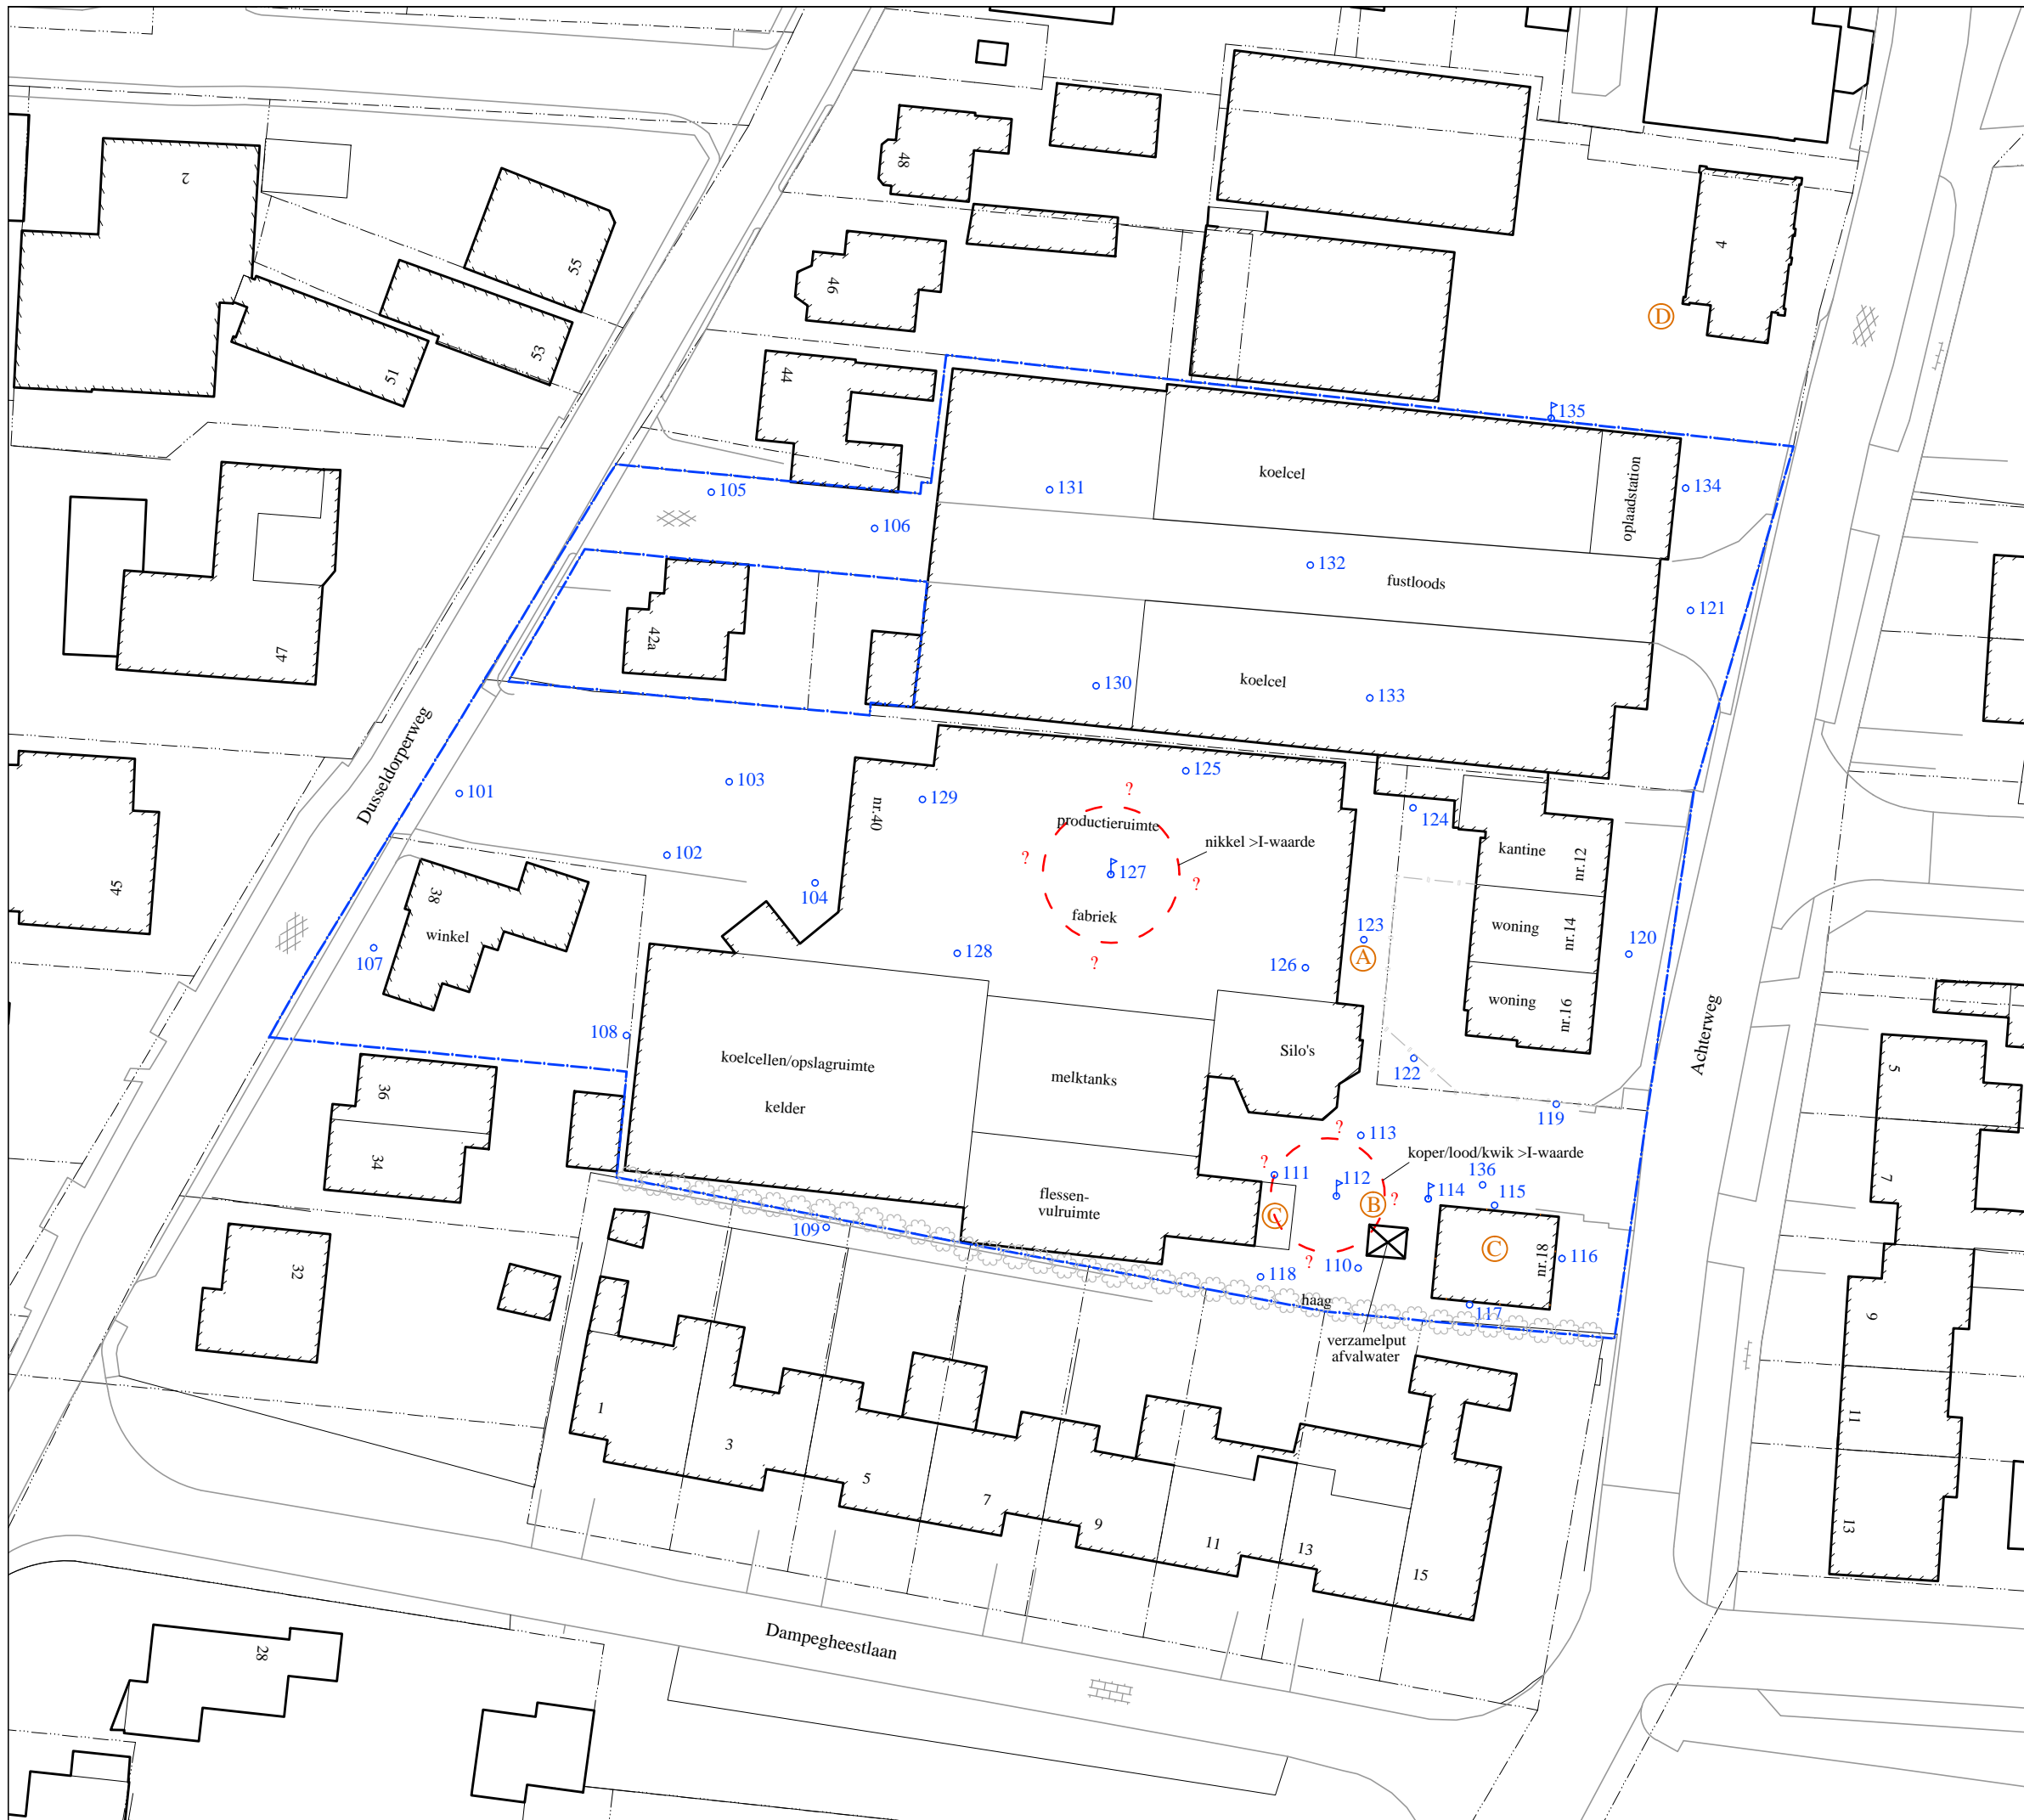 2
48
4
55
46
D
53
51
44
135
koelcel
oplaadstation
131
134
105
106
132
fustloods
121
42a
47
130
koelcel
133
Dusseldorperweg
103
125
101
129
?
nr.40
productieruimte
124
nikkel >I-waarde
kantine
nr.12
102
?
127
?
45
38
104
fabriek
winkel
123
woning
nr.14
120
107
128
?
126
A
woning
nr.16
108
Silo's
Achterweg
koelcellen/opslagruimte
melktanks
122
5
36
kelder
119
?
113
koper/lood/kwik >I-waarde
34
?
111
136
7
flessen-
vulruimte
112
?
114
115
C
B
109
C
nr.18
116
32
?
110
118
haag
117
9
verzamelput
afvalwater
1
3
11
5
7
9
11
13
15
13
Dampegheestlaan
28